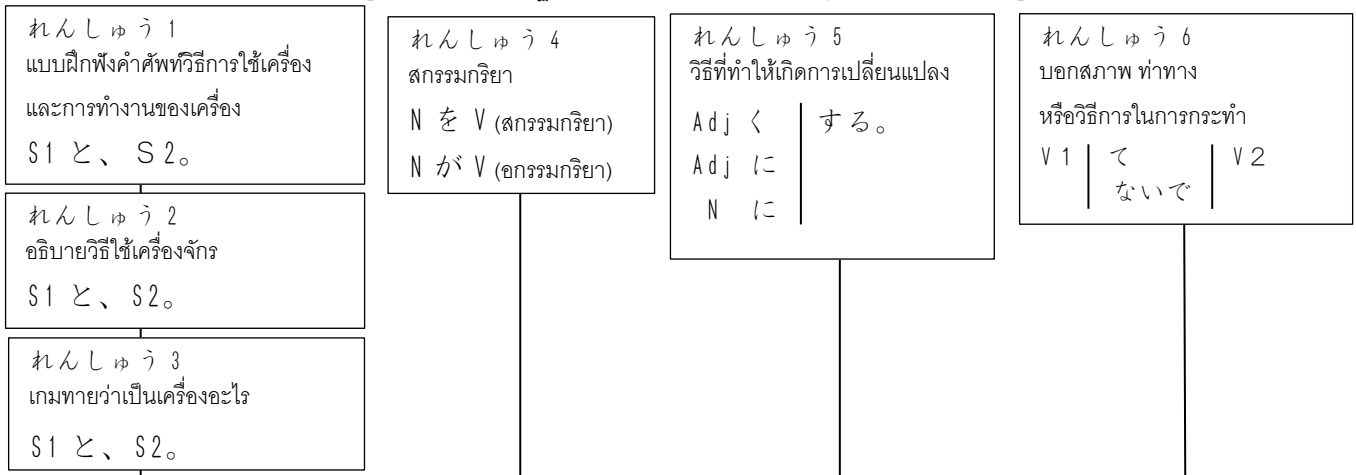 れんしゅう 1
แบบฝึกฟังคำศัพท์วิธีการใช้เครื่อง
และการทำงานของเครื่อง
S1 と、 S2。
れんしゅう 2
อธิบายวิธีใช้เครื่องจักร
S1 と、S2。
れんしゅう 3
เกมทายว่าเป็นเครื่องอะไร
S1 と、S2。
れんしゅう 4
สกรรมกริยา
N を V (สกรรมกริยา)
N が V (อกรรมกริยา)
れんしゅう 5
วิธีที่ทำให้เกิดการเปลี่ยนแปลง
Adj く する。
Adj に
N に
れんしゅう 6
บอกสภาพ ท่าทาง
หรือวิธีการในการกระทำ
V1 て V2
ないで